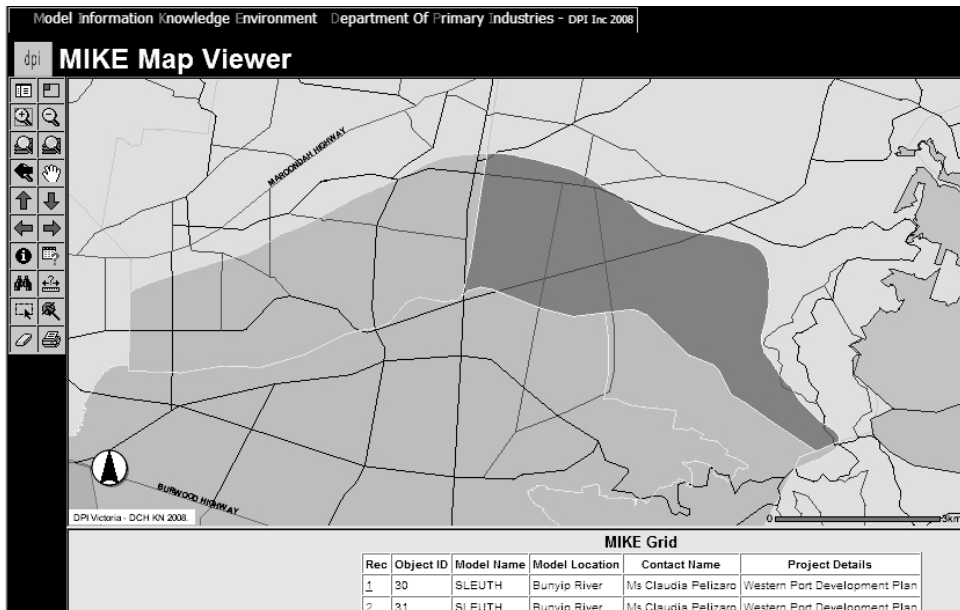 Model Information Knowledge Environment Department Of Primary Industries - DPI Inc 2008
dpi MIKE Map Viewer
MAROONDAH HIGHWAY
BURWOOD HIGHWAY
DPI Victoria - DCH KN 2008.
0 3km
MIKE Grid
Rec Object ID Model Name Model Location Contact Name Project Details
1 30 SLEUTH Bunyip River Ms Claudia Pelizaro Western Port Development Plan
2 31 SLEUTH Bunyip River Ms Claudia Pelizaro Western Port Development Plan